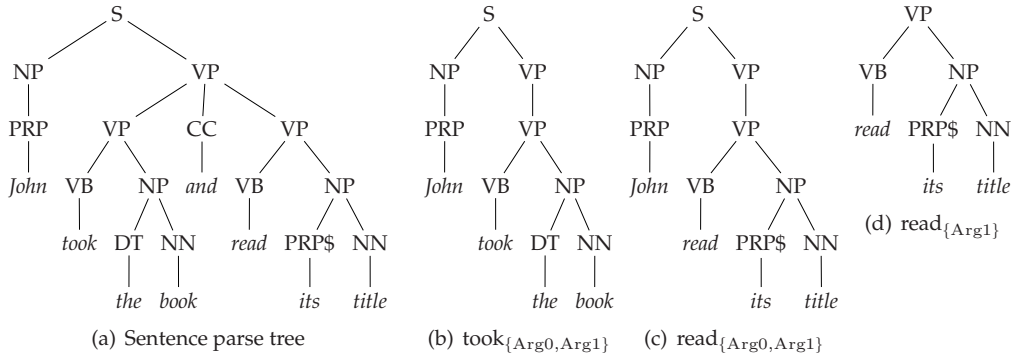 S S S VP
NP VP NP VP NP VP VB NP
PRP VP CC VP PRP VP PRP VP read PRP$ NN
John VB NP and VB NP John VB NP John VB NP its title
(d) read{Arg1}
took DT NN read PRP$ NN took DT NN read PRP$ NN
the book its title the book its title
(a) Sentence parse tree (b) took{Arg0,Arg1} (c) read{Arg0,Arg1}